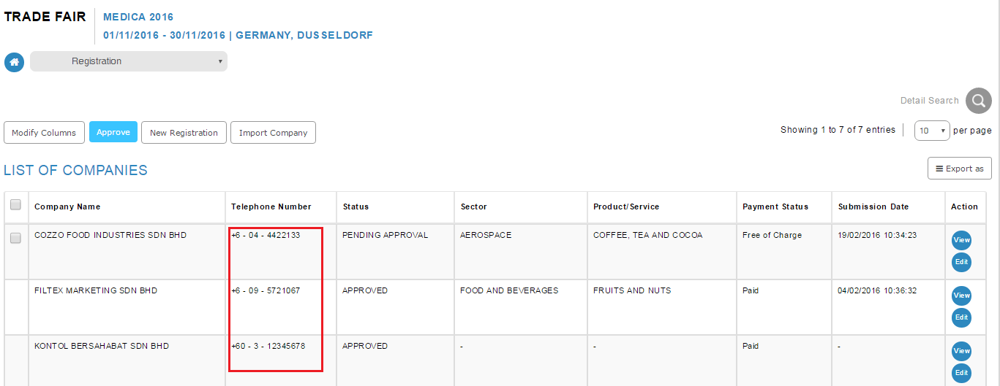 TRADE FAIR
MEDICA 2016
01/11/2016 - 30/11/2016 | GERMANY, DUSSELDORF
Registration
Detail Search
Modify Columns Approve New Registration Import Company
Showing 1 to 7 of 7 entries 10 per page
LIST OF COMPANIES
Export as
Company Name Telephone Number Status Sector Product/Service Payment Status Submission Date Action
COZZO FOOD INDUSTRIES SDN BHD +6 - 04 - 4422133 PENDING APPROVAL AEROSPACE COFFEE, TEA AND COCOA Free of Charge 19/02/2016 10:34:23 View
Edit
FILTEX MARKETING SDN BHD +6 - 09 - 5721067 APPROVED FOOD AND BEVERAGES FRUITS AND NUTS Paid 04/02/2016 10:36:32 View
Edit
KONTOL BERSAHABAT SDN BHD +60 - 3 - 12345678 APPROVED - - Paid - View
Edit